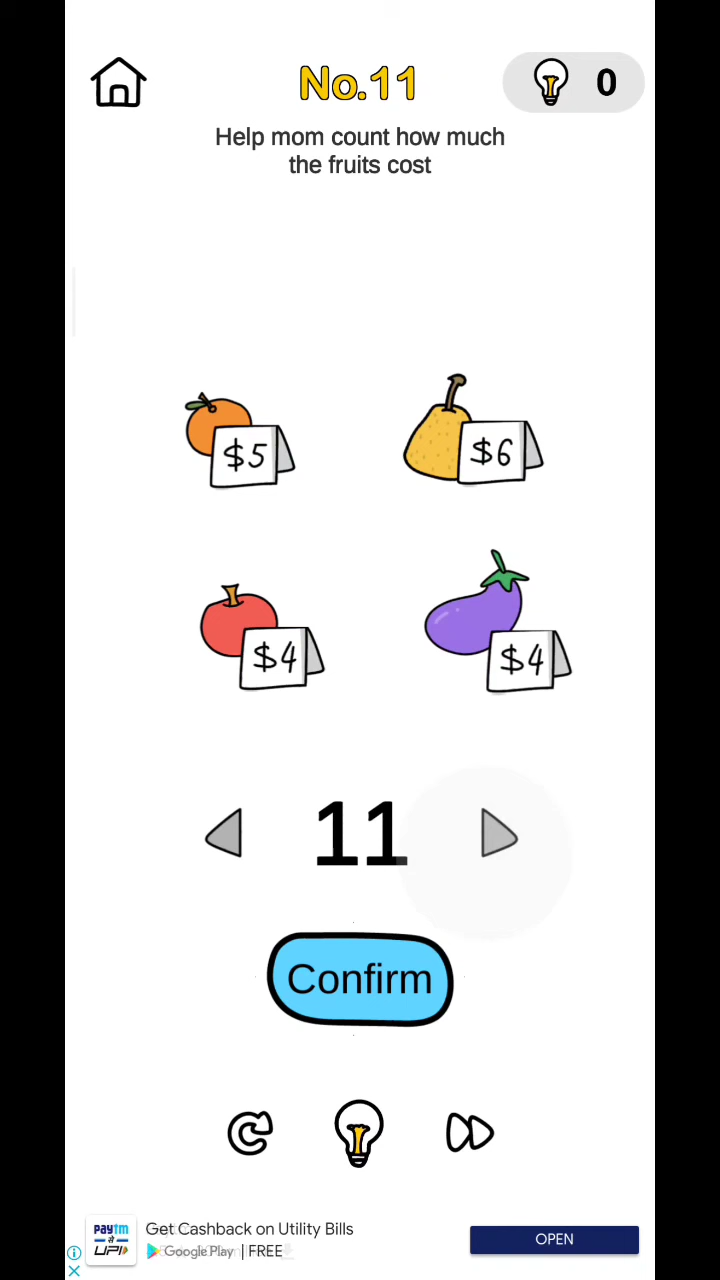 No.11
0
Help mom count how much
the fruits cost
$5
$6
$4
$4
11
Confirm
Paytm
UPI
Get Cashback on Utility Bills
Google Play | FREE
OPEN